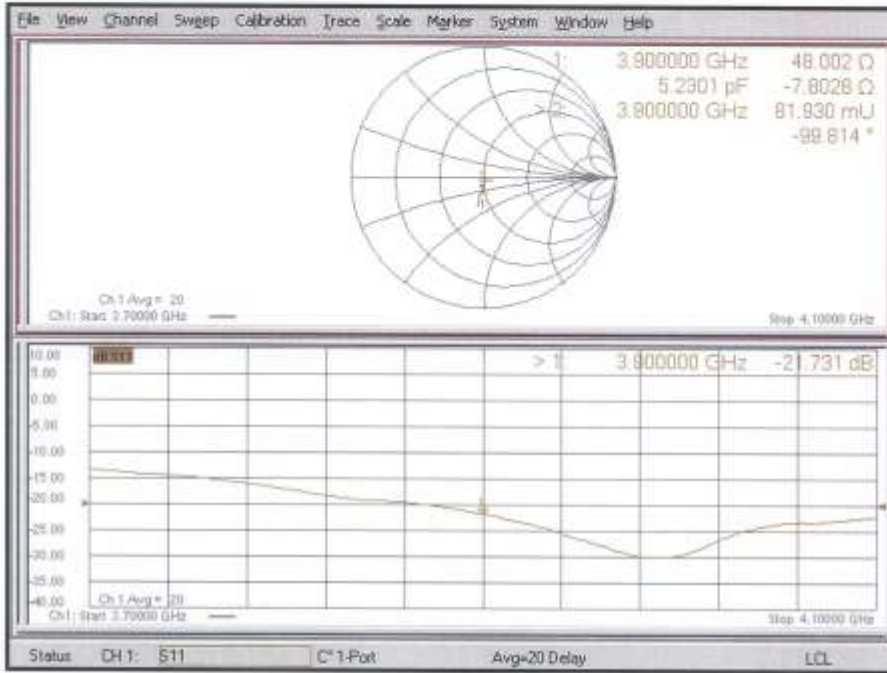 File View Channel Sweep Calibration Trace Scale Marker System Window Help
1: 3.900000 GHz 48.002 Ω
5.2301 pF -7.8028 Ω
> 2: 3.900000 GHz 81.930 mU
-99.814 °
Ch 1 Avg = 20
Ch1: Start 3.70000 GHz
Stop 4.10000 GHz
10.00
dB S11
> 1: 3.900000 GHz -21.731 dB
5.00
0.00
-5.00
-10.00
-15.00
-20.00
-25.00
-30.00
-35.00
-40.00
Ch 1 Avg = 20
Ch1: Start 3.70000 GHz
Stop 4.10000 GHz
Status CH 1: S11 C* 1-Port Avg=20 Delay LCL